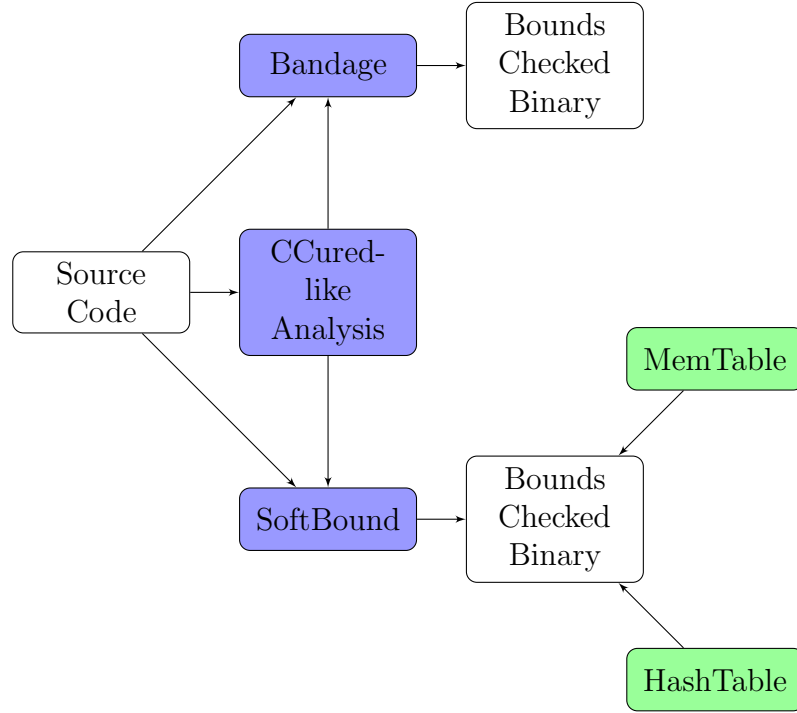 Bandage
Bounds
Checked
Binary
Source
Code
CCured-
like
Analysis
MemTable
SoftBound
Bounds
Checked
Binary
HashTable